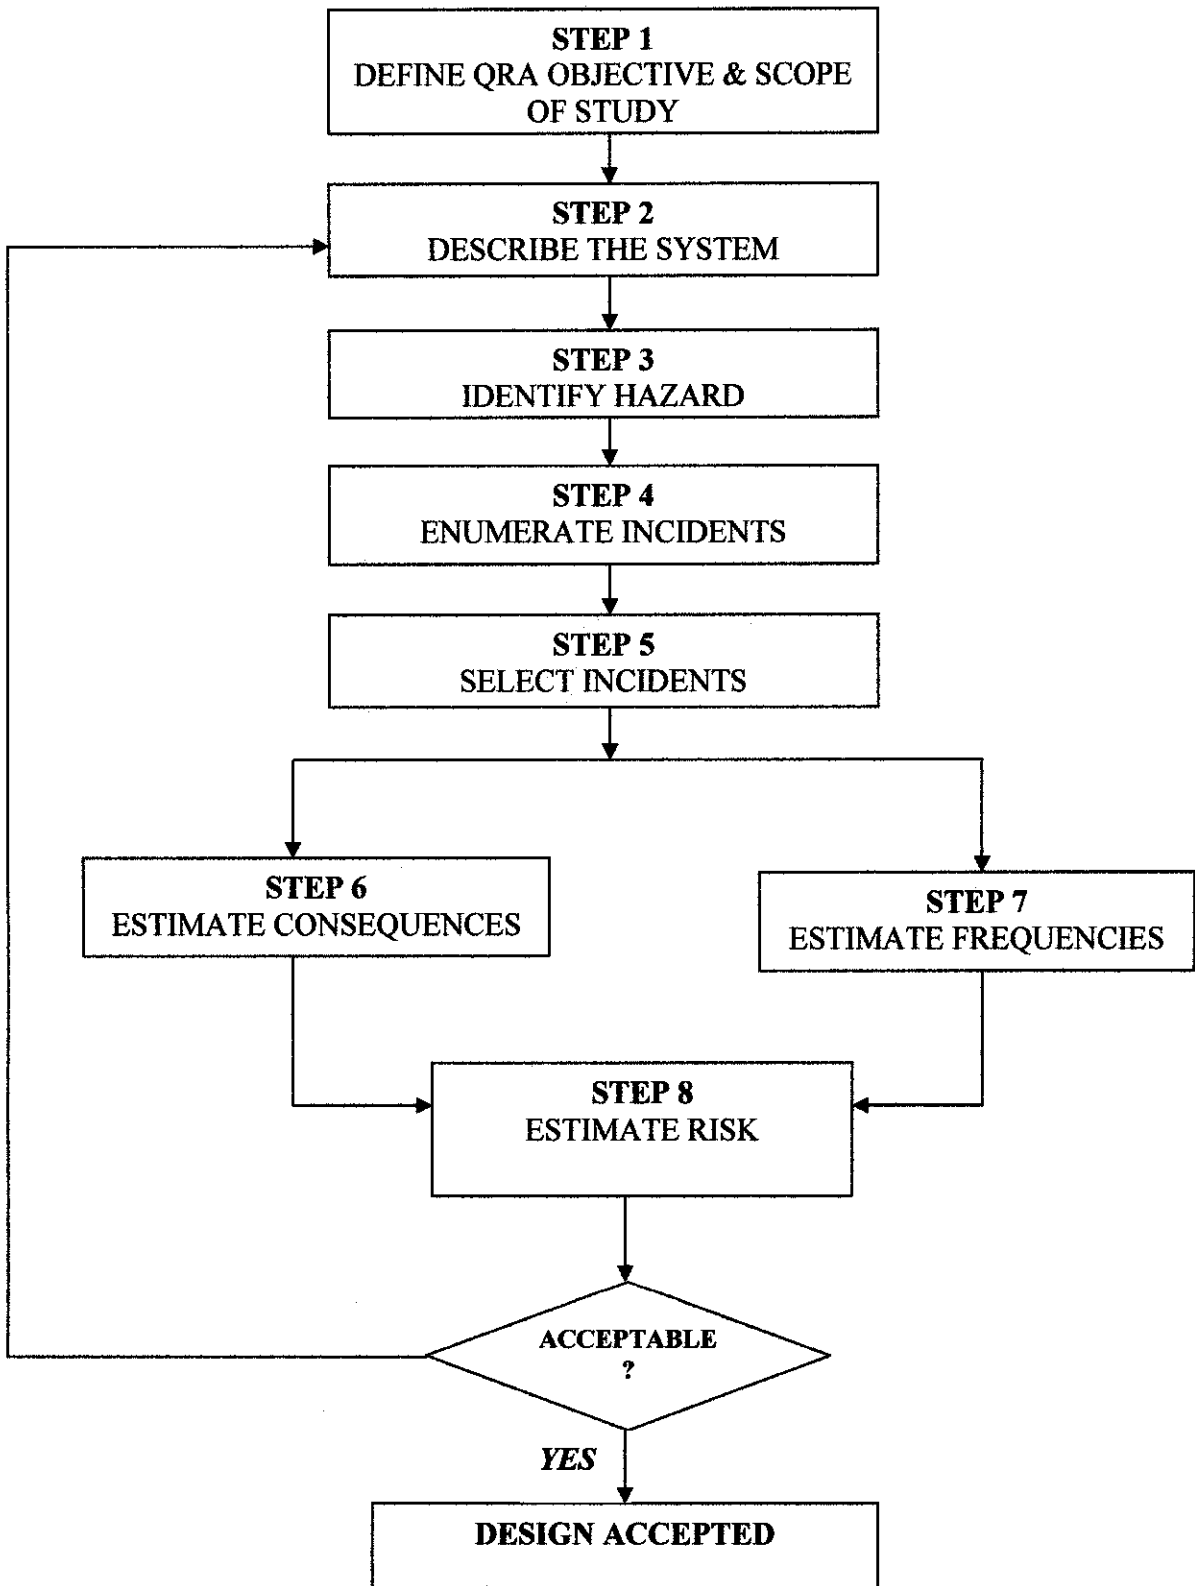 STEP 1
DEFINE QRA OBJECTIVE & SCOPE
OF STUDY
STEP 2
DESCRIBE THE SYSTEM
STEP 3
IDENTIFY HAZARD
STEP 4
ENUMERATE INCIDENTS
STEP 5
SELECT INCIDENTS
STEP 6
ESTIMATE CONSEQUENCES
STEP 7
ESTIMATE FREQUENCIES
STEP 8
ESTIMATE RISK
ACCEPTABLE
?
YES
DESIGN ACCEPTED